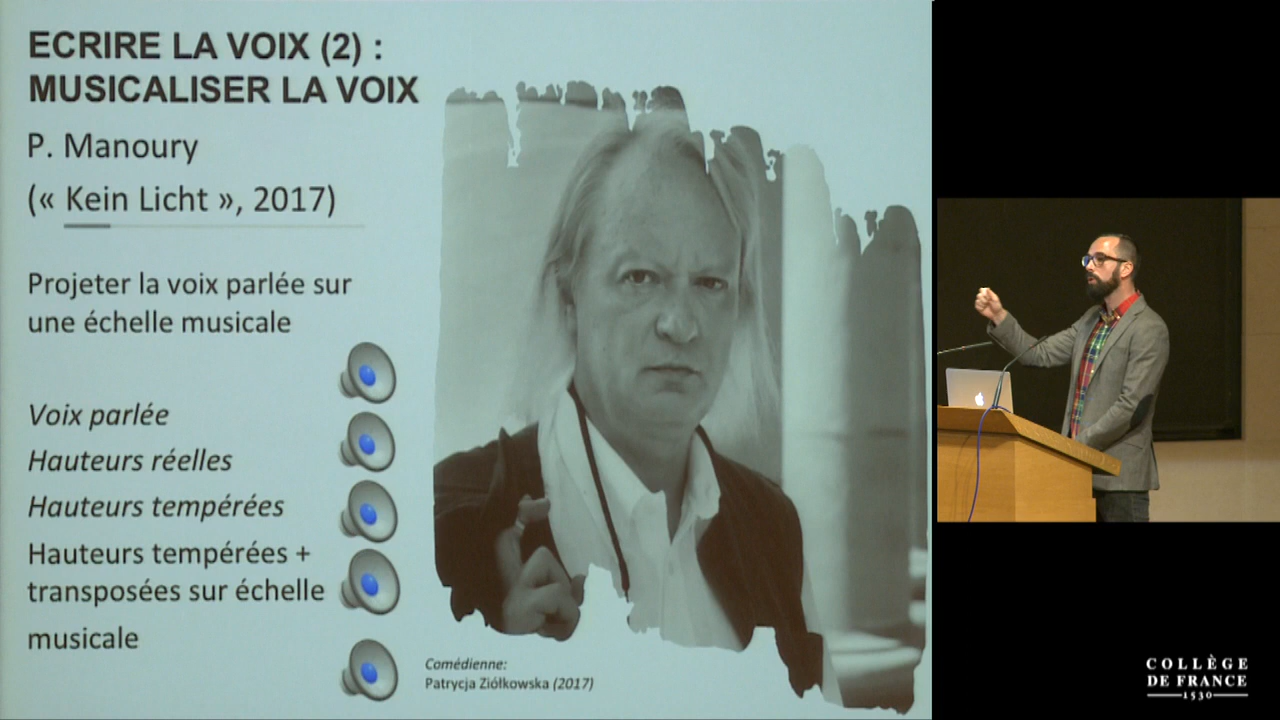 ECRIRE LA VOIX (2) :
MUSICALISER LA VOIX
P. Manoury
(« Kein Licht », 2017)
Projeter la voix parlée sur
une échelle musicale
Voix parlée
Hauteurs réelles
Hauteurs tempérées
Hauteurs tempérées +
transposées sur échelle
musicale
Comédienne:
Patrycja Ziółkowska (2017)
COLLÈGE
DE FRANCE
1530